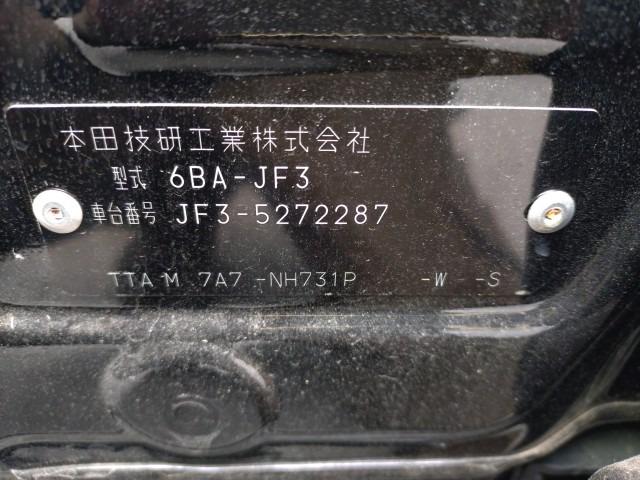 本田技研工業株式会社
型式 6BA-JF3
車台番号 JF3-5272287
TTA M 7A7 -NH731P -W -S